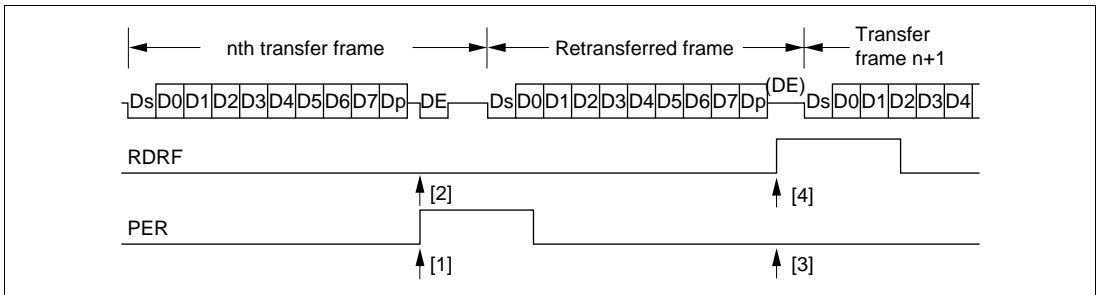 nth transfer frame Retransferred frame Transfer frame n+1
Ds D0 D1 D2 D3 D4 D5 D6 D7 Dp DE Ds D0 D1 D2 D3 D4 D5 D6 D7 Dp (DE) Ds D0 D1 D2 D3 D4
RDRF
[2] [4]
PER
[1] [3]